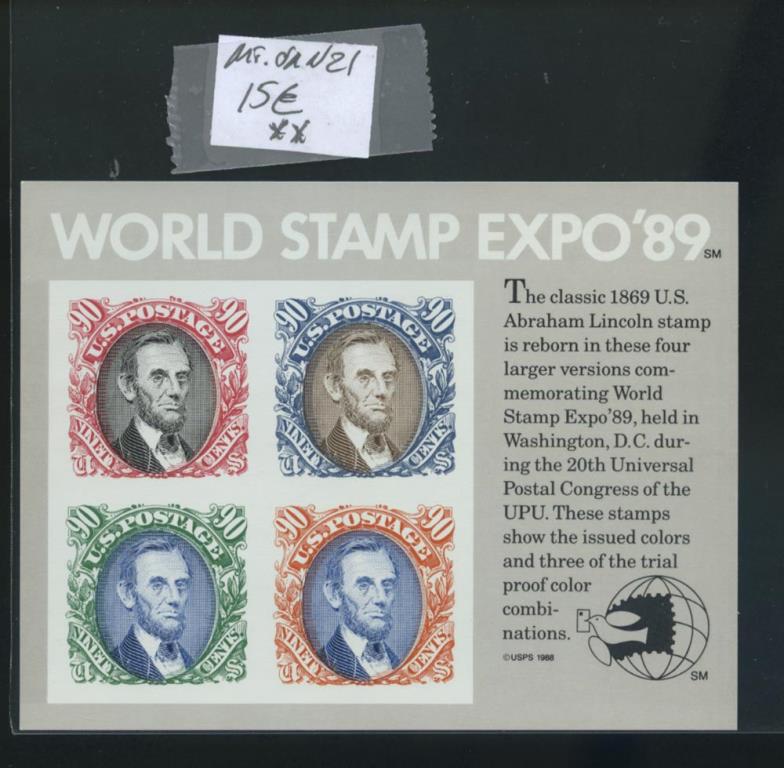 15€
**
WORLD STAMP EXPO'89 SM
90 U.S. POSTAGE 90
NINETY CENTS.
U S
90 U.S. POSTAGE 90
NINETY CENTS.
U S
90 U.S. POSTAGE 90
NINETY CENTS.
U S
90 U.S. POSTAGE 90
NINETY CENTS.
U S
The classic 1869 U.S.
Abraham Lincoln stamp
is reborn in these four
larger versions com-
memorating World
Stamp Expo'89, held in
Washington, D.C. dur-
ing the 20th Universal
Postal Congress of the
UPU. These stamps
show the issued colors
and three of the trial
proof color
combi-
nations.
©USPS 1988
SM